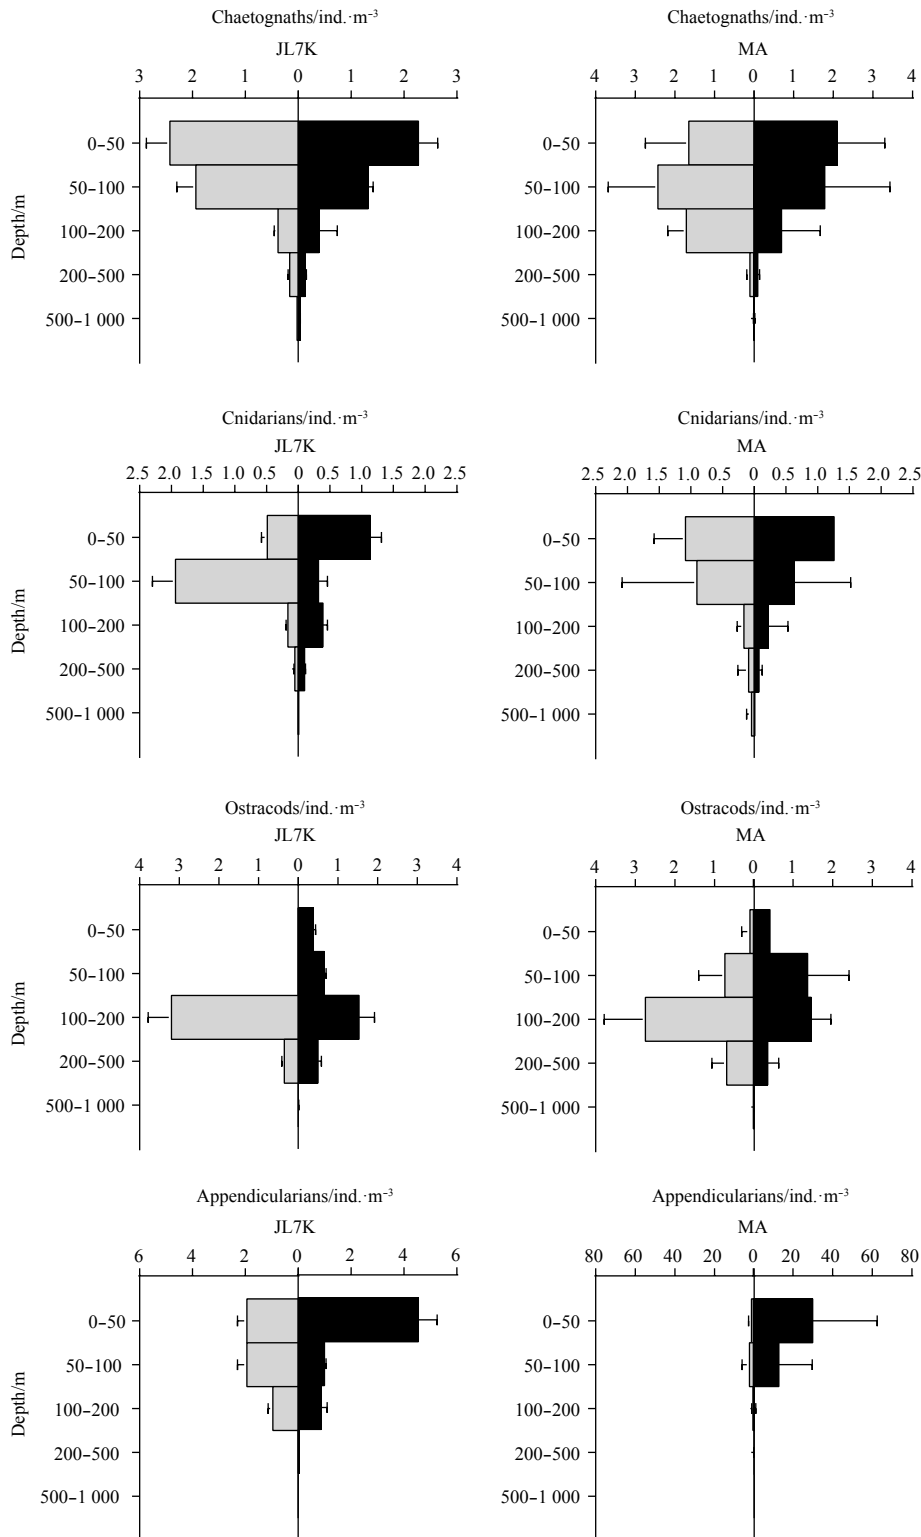 Chaetognaths/ind.·m⁻³
JL7K
3 2 1 0 1 2 3
0−50
50−100
100−200
200−500
500−1 000
Depth/m
Chaetognaths/ind.·m⁻³
MA
4 3 2 1 0 1 2 3 4
0−50
50−100
100−200
200−500
500−1 000
Cnidarians/ind.·m⁻³
JL7K
2.5 2.0 1.5 1.0 0.5 0 0.5 1.0 1.5 2.0 2.5
0−50
50−100
100−200
200−500
500−1 000
Depth/m
Cnidarians/ind.·m⁻³
MA
2.5 2.0 1.5 1.0 0.5 0 0.5 1.0 1.5 2.0 2.5
0−50
50−100
100−200
200−500
500−1 000
Ostracods/ind.·m⁻³
JL7K
4 3 2 1 0 1 2 3 4
0−50
50−100
100−200
200−500
500−1 000
Depth/m
Ostracods/ind.·m⁻³
MA
4 3 2 1 0 1 2 3 4
0−50
50−100
100−200
200−500
500−1 000
Appendicularians/ind.·m⁻³
JL7K
6 4 2 0 2 4 6
0−50
50−100
100−200
200−500
500−1 000
Depth/m
Appendicularians/ind.·m⁻³
MA
80 60 40 20 0 20 40 60 80
0−50
50−100
100−200
200−500
500−1 000